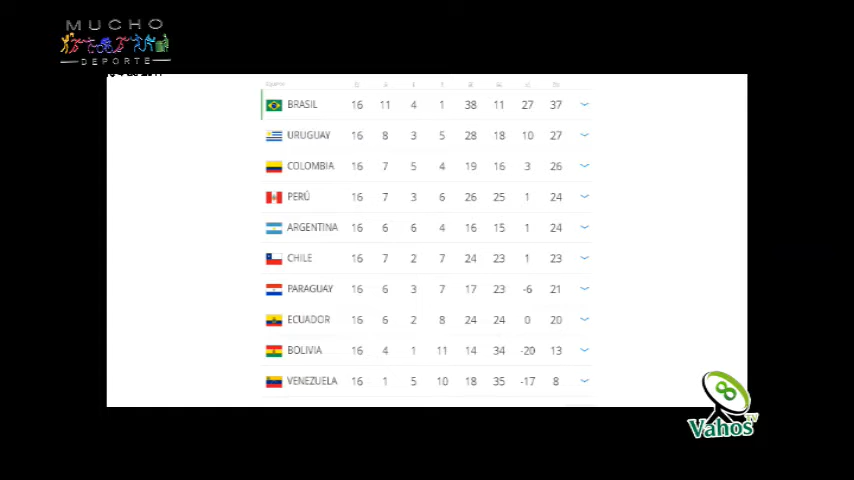 MUCHO
DEPORTE
BRASIL 16 11 4 1 38 11 27 37
URUGUAY 16 8 3 5 28 18 10 27
COLOMBIA 16 7 5 4 19 16 3 26
PERÚ 16 7 3 6 26 25 1 24
ARGENTINA 16 6 6 4 16 15 1 24
CHILE 16 7 2 7 24 23 1 23
PARAGUAY 16 6 3 7 17 23 -6 21
ECUADOR 16 6 2 8 24 24 0 20
BOLIVIA 16 4 1 11 14 34 -20 13
VENEZUELA 16 1 5 10 18 35 -17 8
8
Vahos TV